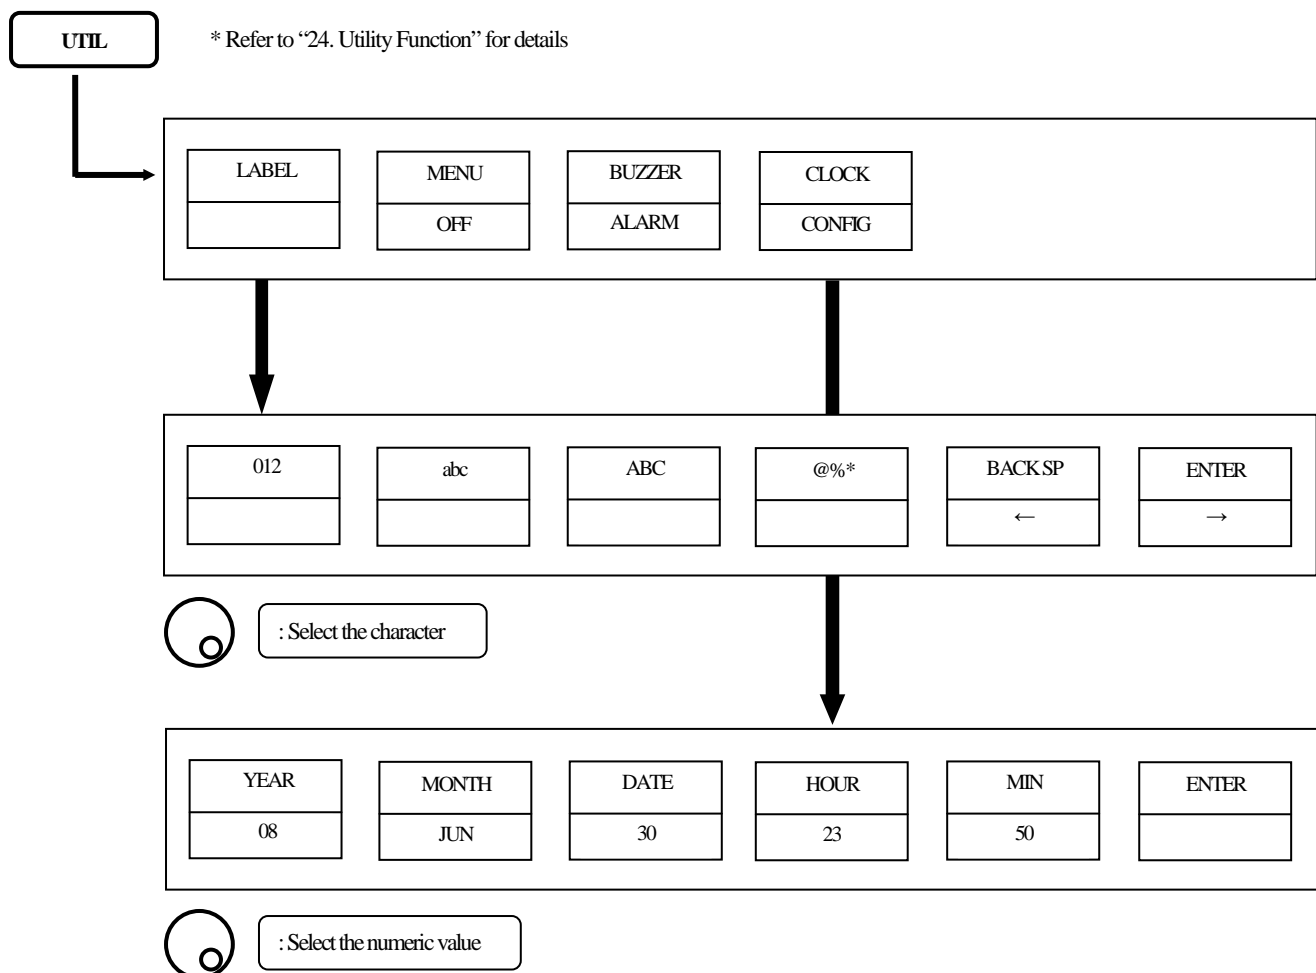 UTIL
* Refer to “24. Utility Function” for details
LABEL MENU BUZZER CLOCK
OFF ALARM CONFIG
012 abc ABC @%* BACK SP ENTER
← →
: Select the character
YEAR MONTH DATE HOUR MIN ENTER
08 JUN 30 23 50
: Select the numeric value